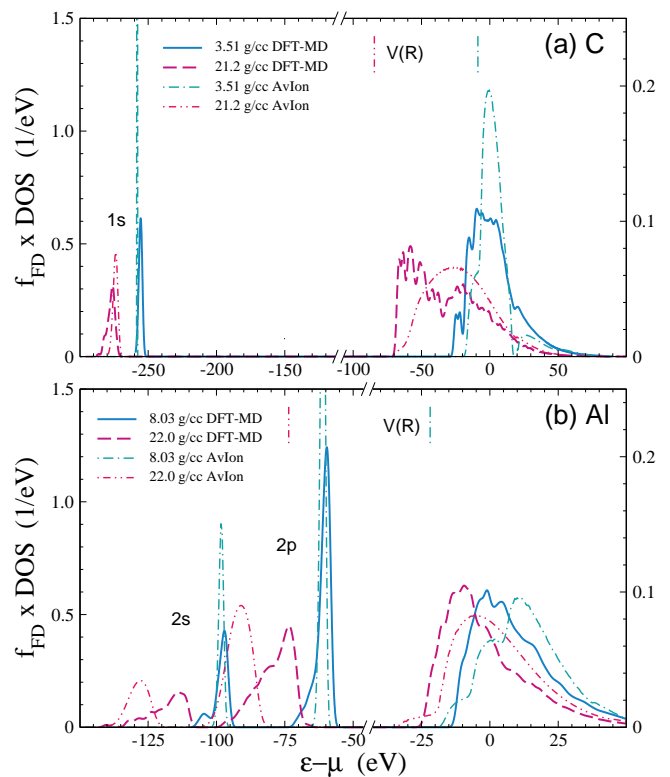 (a) C
3.51 g/cc DFT-MD
21.2 g/cc DFT-MD
3.51 g/cc AvIon
21.2 g/cc AvIon
V(R)
1s
f_FD x DOS (1/eV)
1.5
1.0
0.5
0
0.2
0.1
0
-250 -200 -150 -100 -50 -25 0 25 50
(b) Al
8.03 g/cc DFT-MD
22.0 g/cc DFT-MD
8.03 g/cc AvIon
22.0 g/cc AvIon
V(R)
2p
2s
f_FD x DOS (1/eV)
1.5
1.0
0.5
0
0.2
0.1
0
-125 -100 -75 -50 -25 0 25
ε−μ (eV)